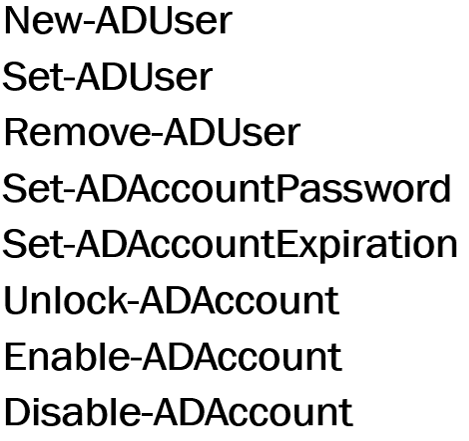 New-ADUser
Set-ADUser
Remove-ADUser
Set-ADAccountPassword
Set-ADAccountExpiration
Unlock-ADAccount
Enable-ADAccount
Disable-ADAccount